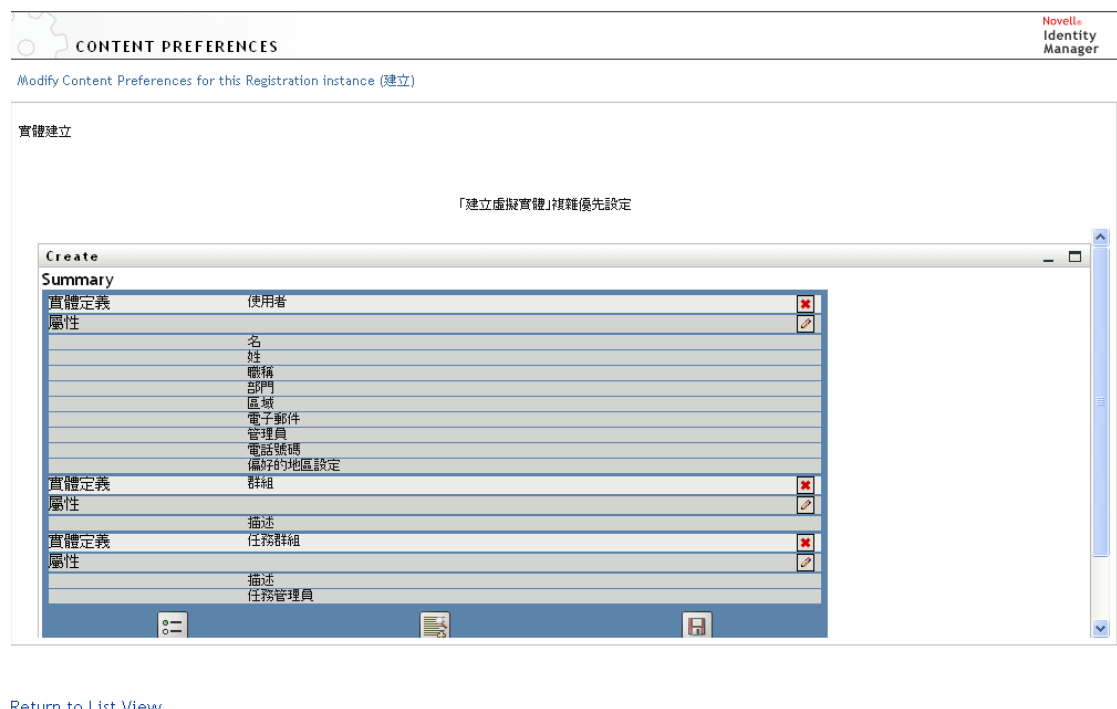 Novell®
Identity
Manager
CONTENT PREFERENCES
Modify Content Preferences for this Registration instance (建立)
實體建立
「建立虛擬實體」複雜優先設定
Create
Summary
實體定義 使用者
屬性
名
姓
職稱
部門
區域
電子郵件
管理員
電話號碼
偏好的地區設定
實體定義 群組
屬性
描述
實體定義 任務群組
屬性
描述
任務管理員
Return to List View